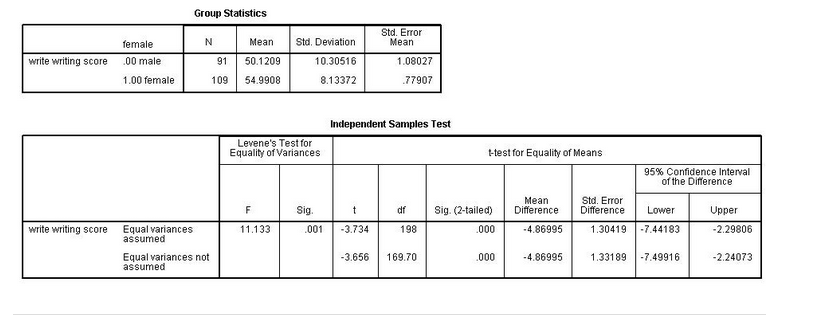 Group Statistics
female N Mean Std. Deviation Std. Error Mean
write writing score .00 male 91 50.1209 10.30516 1.08027
1.00 female 109 54.9908 8.13372 .77907
Independent Samples Test
Levene's Test for Equality of Variances t-test for Equality of Means
95% Confidence Interval of the Difference
F Sig. t df Sig. (2-tailed) Mean Difference Std. Error Difference Lower Upper
write writing score Equal variances assumed 11.133 .001 -3.734 198 .000 -4.86995 1.30419 -7.44183 -2.29806
Equal variances not assumed -3.656 169.70 .000 -4.86995 1.33189 -7.49916 -2.24073